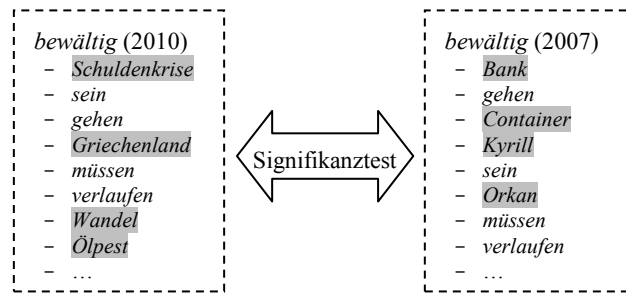 bewältig (2010)
– Schuldenkrise
– sein
– gehen
– Griechenland
– müssen
– verlaufen
– Wandel
– Ölpest
– …
Signifikanztest
bewältig (2007)
– Bank
– gehen
– Container
– Kyrill
– sein
– Orkan
– müssen
– verlaufen
– …